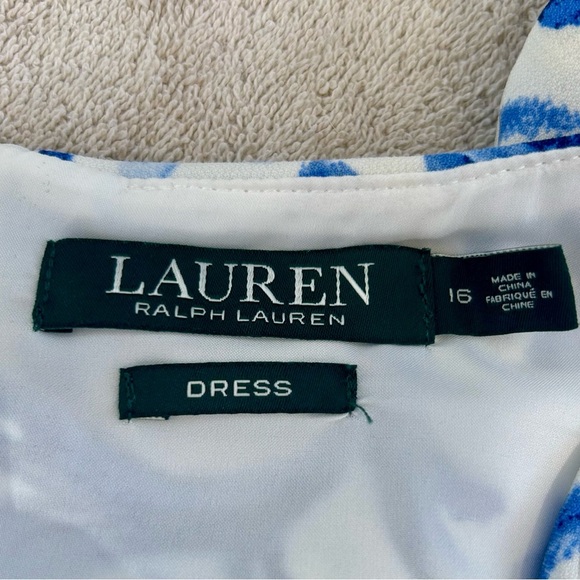 LAUREN
RALPH LAUREN
16
MADE IN
CHINA
FABRIQUÉ EN
CHINE
DRESS